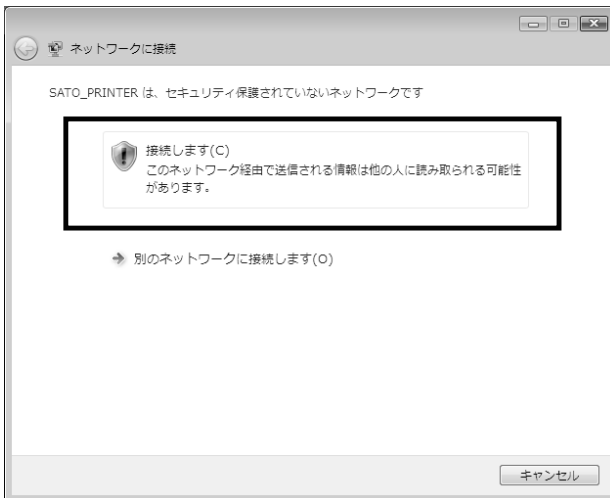 ネットワークに接続
SATO_PRINTER は、セキュリティ保護されていないネットワークです
接続します(C)
このネットワーク経由で送信される情報は他の人に読み取られる可能性
があります。
別のネットワークに接続します(O)
キャンセル